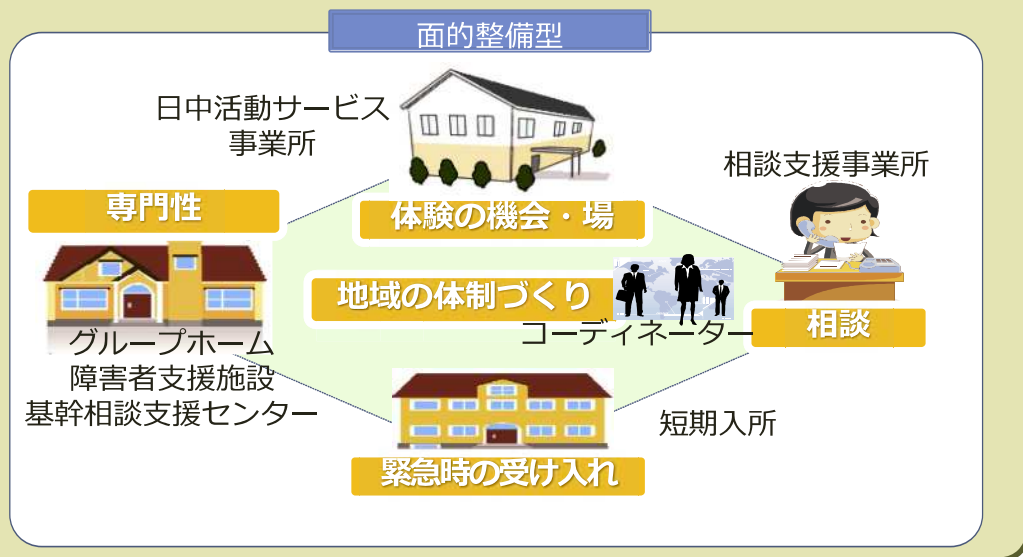 面的整備型
日中活動サービス
事業所
相談支援事業所
専門性
体験の機会・場
地域の体制づくり
コーディネーター
相談
グループホーム
障害者支援施設
基幹相談支援センター
短期入所
緊急時の受け入れ